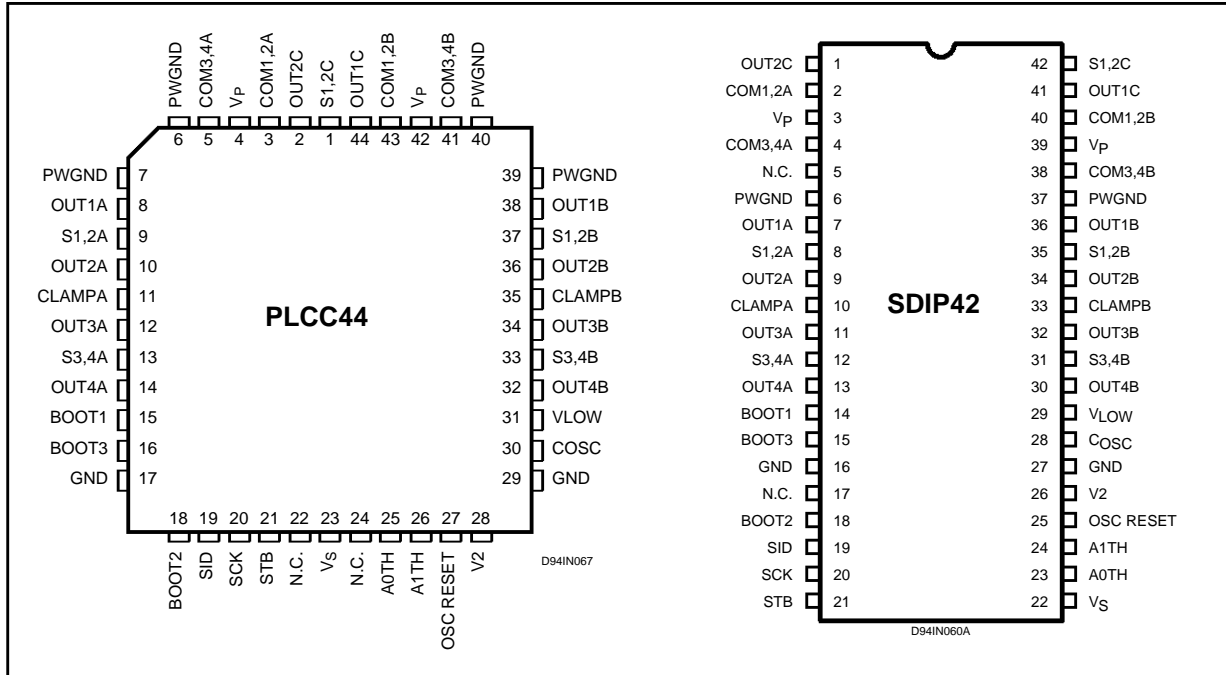 PWGND COM3,4A VP COM1,2A OUT2C S1,2C OUT1C COM1,2B VP COM3,4B PWGND
6 5 4 3 2 1 44 43 42 41 40
PWGND 7 39 PWGND
OUT1A 8 38 OUT1B
S1,2A 9 37 S1,2B
OUT2A 10 36 OUT2B
CLAMPA 11 35 CLAMPB
PLCC44
OUT3A 12 34 OUT3B
S3,4A 13 33 S3,4B
OUT4A 14 32 OUT4B
BOOT1 15 31 VLOW
BOOT3 16 30 COSC
GND 17 29 GND
18 19 20 21 22 23 24 25 26 27 28
BOOT2 SID SCK STB N.C. VS N.C. A0TH A1TH OSC RESET V2
D94IN067
OUT2C 1 42 S1,2C
COM1,2A 2 41 OUT1C
VP 3 40 COM1,2B
COM3,4A 4 39 VP
N.C. 5 38 COM3,4B
PWGND 6 37 PWGND
OUT1A 7 36 OUT1B
S1,2A 8 35 S1,2B
OUT2A 9 34 OUT2B
CLAMPA 10 33 CLAMPB
SDIP42
OUT3A 11 32 OUT3B
S3,4A 12 31 S3,4B
OUT4A 13 30 OUT4B
BOOT1 14 29 VLOW
BOOT3 15 28 COSC
GND 16 27 GND
N.C. 17 26 V2
BOOT2 18 25 OSC RESET
SID 19 24 A1TH
SCK 20 23 A0TH
STB 21 22 VS
D94IN060A